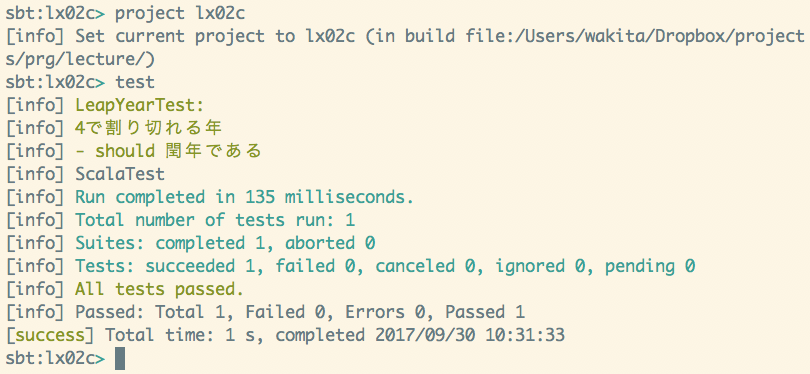 sbt:lx02c> project lx02c
[info] Set current project to lx02c (in build file:/Users/wakita/Dropbox/project
s/prg/lecture/)
sbt:lx02c> test
[info] LeapYearTest:
[info] 4で割り切れる年
[info] - should 閏年である
[info] ScalaTest
[info] Run completed in 135 milliseconds.
[info] Total number of tests run: 1
[info] Suites: completed 1, aborted 0
[info] Tests: succeeded 1, failed 0, canceled 0, ignored 0, pending 0
[info] All tests passed.
[info] Passed: Total 1, Failed 0, Errors 0, Passed 1
[success] Total time: 1 s, completed 2017/09/30 10:31:33
sbt:lx02c>